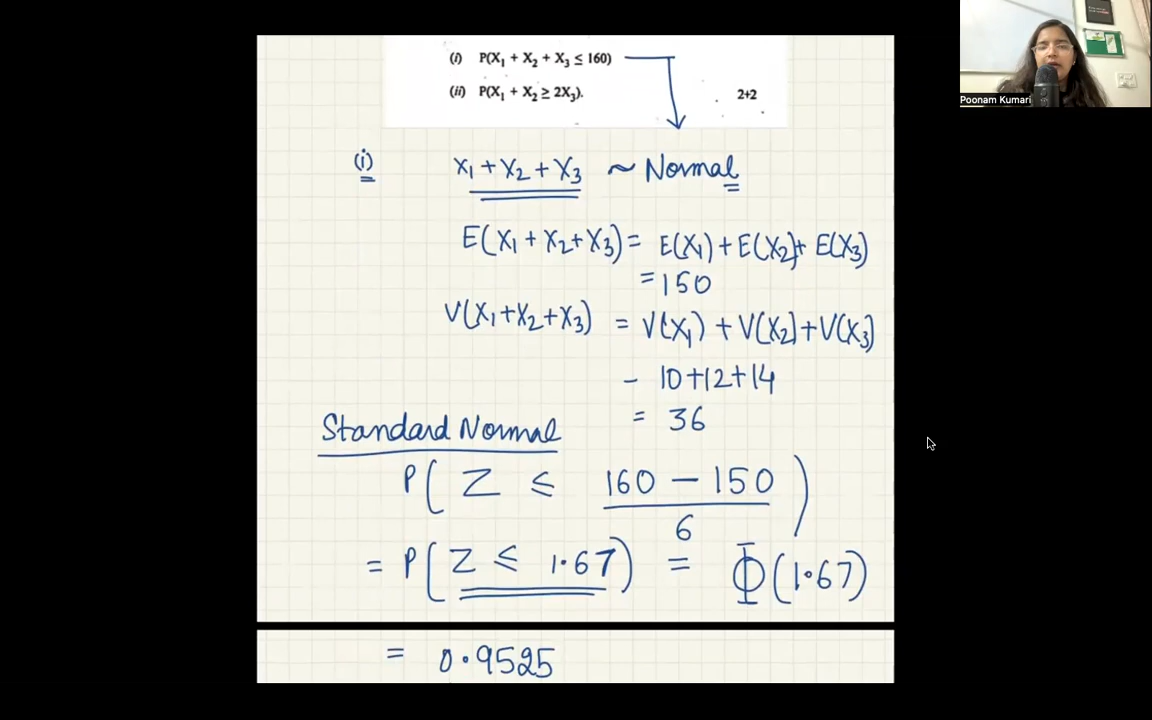 (i) P(X₁ + X₂ + X₃ ≤ 160)
(ii) P(X₁ + X₂ ≥ 2X₃). 2+2
Poonam Kumari
(i) X₁ + X₂ + X₃ ~ Normal
E(X₁ + X₂ + X₃) = E(X₁) + E(X₂) + E(X₃)
= 150
V(X₁+X₂+X₃) = V(X₁) + V(X₂) + V(X₃)
- 10+12+14
= 36
Standard Normal
P( Z ≤ (160 - 150)/6 )
= P( Z ≤ 1.67 ) = Φ(1.67)
= 0.9525